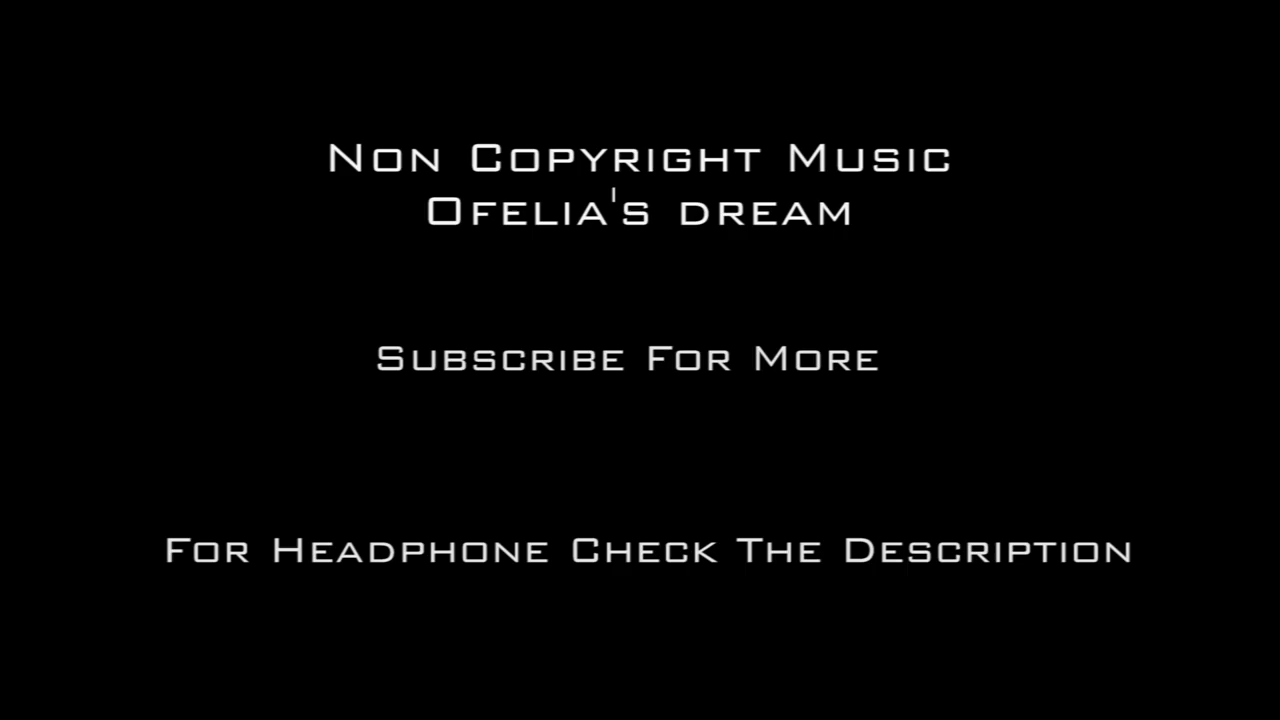 Non Copyright Music
Ofelia's dream
Subscribe For More
For Headphone Check The Description